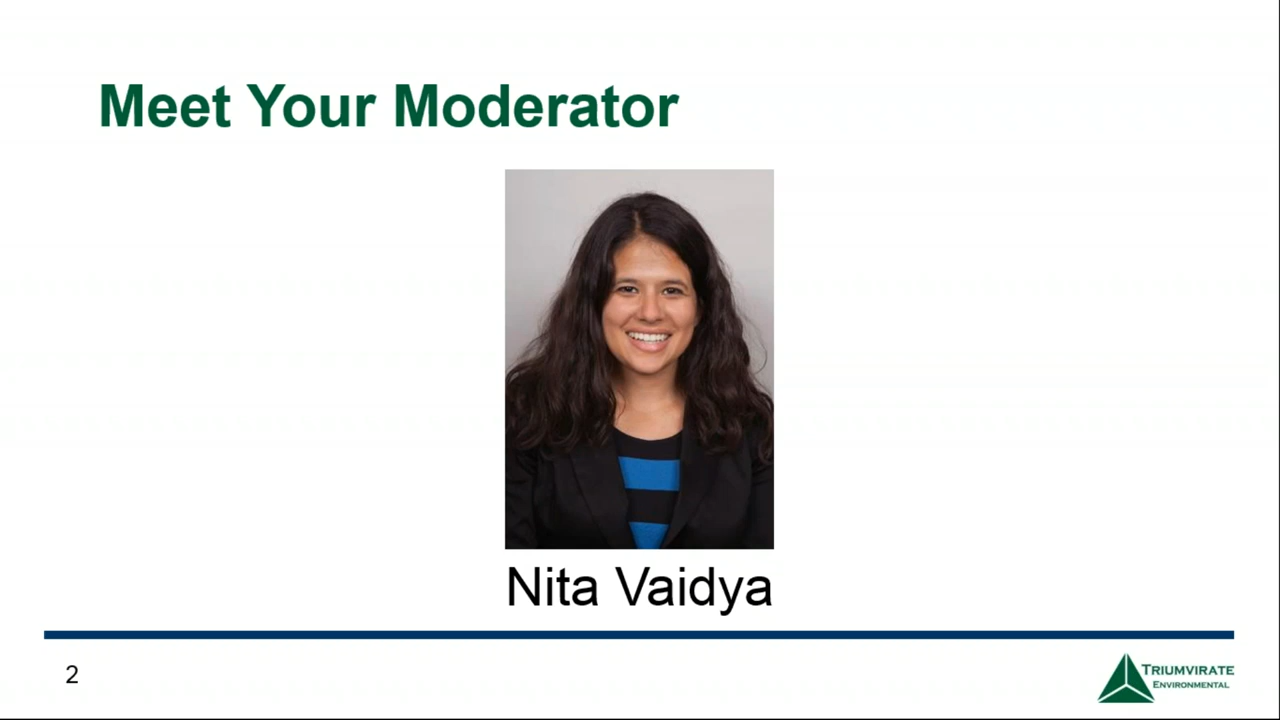 Meet Your Moderator
Nita Vaidya
2
TRIUMVIRATE
ENVIRONMENTAL